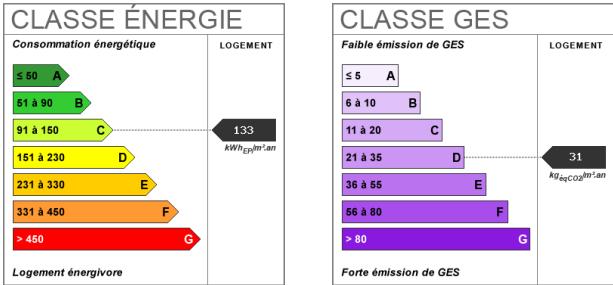 CLASSE ÉNERGIE
Consommation énergétique
LOGEMENT
≤ 50 A
51 à 90 B
91 à 150 C
133
kWhEP/m².an
151 à 230 D
231 à 330 E
331 à 450 F
> 450 G
Logement énergivore
CLASSE GES
Faible émission de GES
LOGEMENT
≤ 5 A
6 à 10 B
11 à 20 C
21 à 35 D
31
kgéqCO2/m².an
36 à 55 E
56 à 80 F
> 80 G
Forte émission de GES